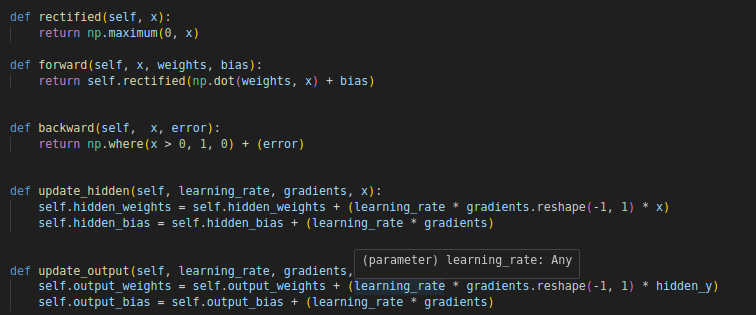 def rectified(self, x):
    return np.maximum(0, x)
def forward(self, x, weights, bias):
    return self.rectified(np.dot(weights, x) + bias)
def backward(self,  x, error):
    return np.where(x > 0, 1, 0) + (error)
def update_hidden(self, learning_rate, gradients, x):
    self.hidden_weights = self.hidden_weights + (learning_rate * gradients.reshape(-1, 1) * x)
    self.hidden_bias = self.hidden_bias + (learning_rate * gradients)
(parameter) learning_rate: Any
def update_output(self, learning_rate, gradients,
    self.output_weights = self.output_weights + (learning_rate * gradients.reshape(-1, 1) * hidden_y)
    self.output_bias = self.output_bias + (learning_rate * gradients)